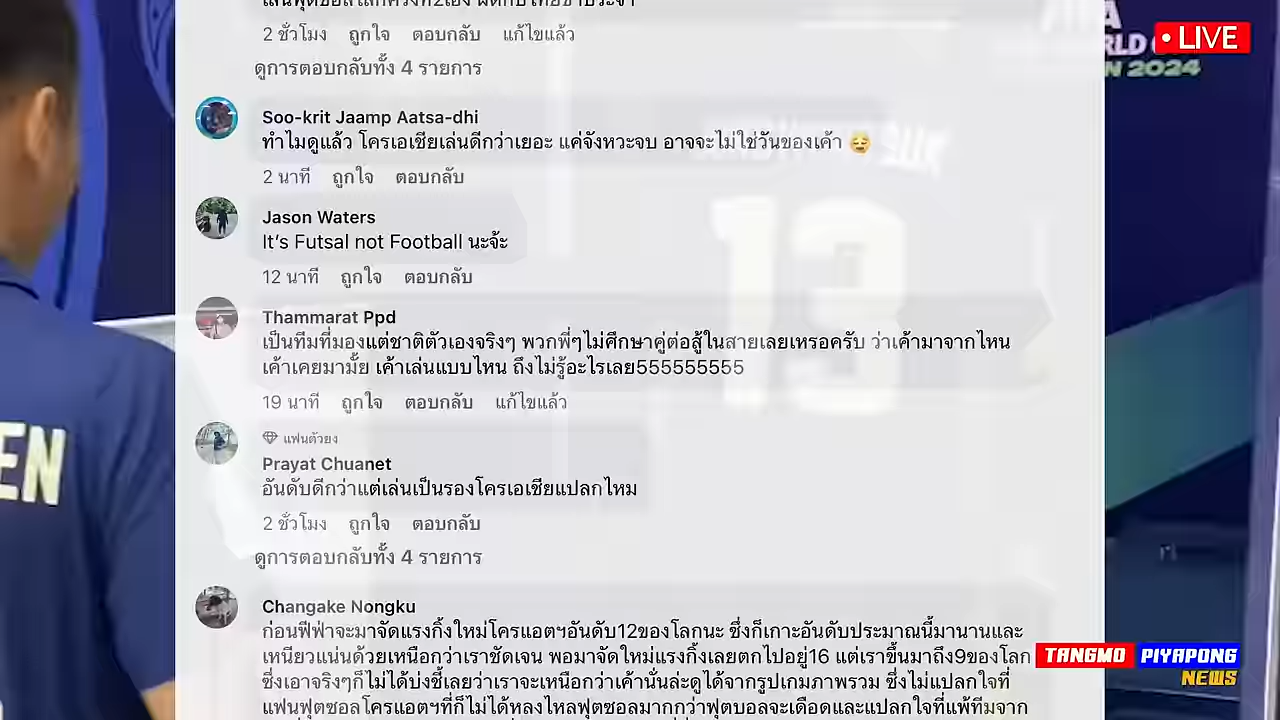 2 ชั่วโมง ถูกใจ ตอบกลับ แก้ไขแล้ว
ดูการตอบกลับทั้ง 4 รายการ
Soo-krit Jaamp Aatsa-dhi
ทำไมดูแล้ว โครเอเชียเล่นดีกว่าเยอะ แค่จังหวะจบ อาจจะไม่ใช่วันของเค้า 😌
2 นาที ถูกใจ ตอบกลับ
Jason Waters
It’s Futsal not Football นะจ้ะ
12 นาที ถูกใจ ตอบกลับ
Thammarat Ppd
เป็นทีมที่มองแต่ชาติตัวเองจริงๆ พวกพี่ๆไม่ศึกษาคู่ต่อสู้ในสายเลยเหรอครับ ว่าเค้ามาจากไหน
เค้าเคยมามั้ย เค้าเล่นแบบไหน ถึงไม่รู้อะไรเลย555555555
19 นาที ถูกใจ ตอบกลับ แก้ไขแล้ว
แฟนตัวยง
Prayat Chuanet
อันดับดีกว่าแต่เล่นเป็นรองโครเอเชียแปลกไหม
2 ชั่วโมง ถูกใจ ตอบกลับ
ดูการตอบกลับทั้ง 4 รายการ
Changake Nongku
ก่อนฟีฟ่าจะมาจัดแรงกิ้งใหม่โครแอตฯอันดับ12ของโลกนะ ซึ่งก็เกาะอันดับประมาณนี้มานานและ
เหนียวแน่นด้วยเหนือกว่าเราชัดเจน พอมาจัดใหม่แรงกิ้งเลยตกไปอยู่16 แต่เราขึ้นมาถึง9ของโลก
ซึ่งเอาจริงๆก็ไม่ได้บ่งชี้เลยว่าเราจะเหนือกว่าเค้านั่นล่ะดูได้จากรูปเกมภาพรวม ซึ่งไม่แปลกใจที่
แฟนฟุตซอลโครแอตฯที่ก็ไม่ได้หลงไหลฟุตซอลมากกว่าฟุตบอลจะเดือดและแปลกใจที่แพ้ทีมจาก
LIVE
N 2024
13
EN
TANGMO PIYAPONG
NEWS